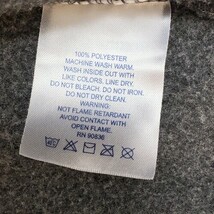 100% POLYESTER
MACHINE WASH WARM.
WASH INSIDE OUT WITH
LIKE COLORS, LINE DRY.
DO NOT BLEACH. DO NOT IRON.
DO NOT DRY CLEAN.
WARNING:
NOT FLAME RETARDANT
AVOID CONTACT WITH
OPEN FLAME.
RN 90836